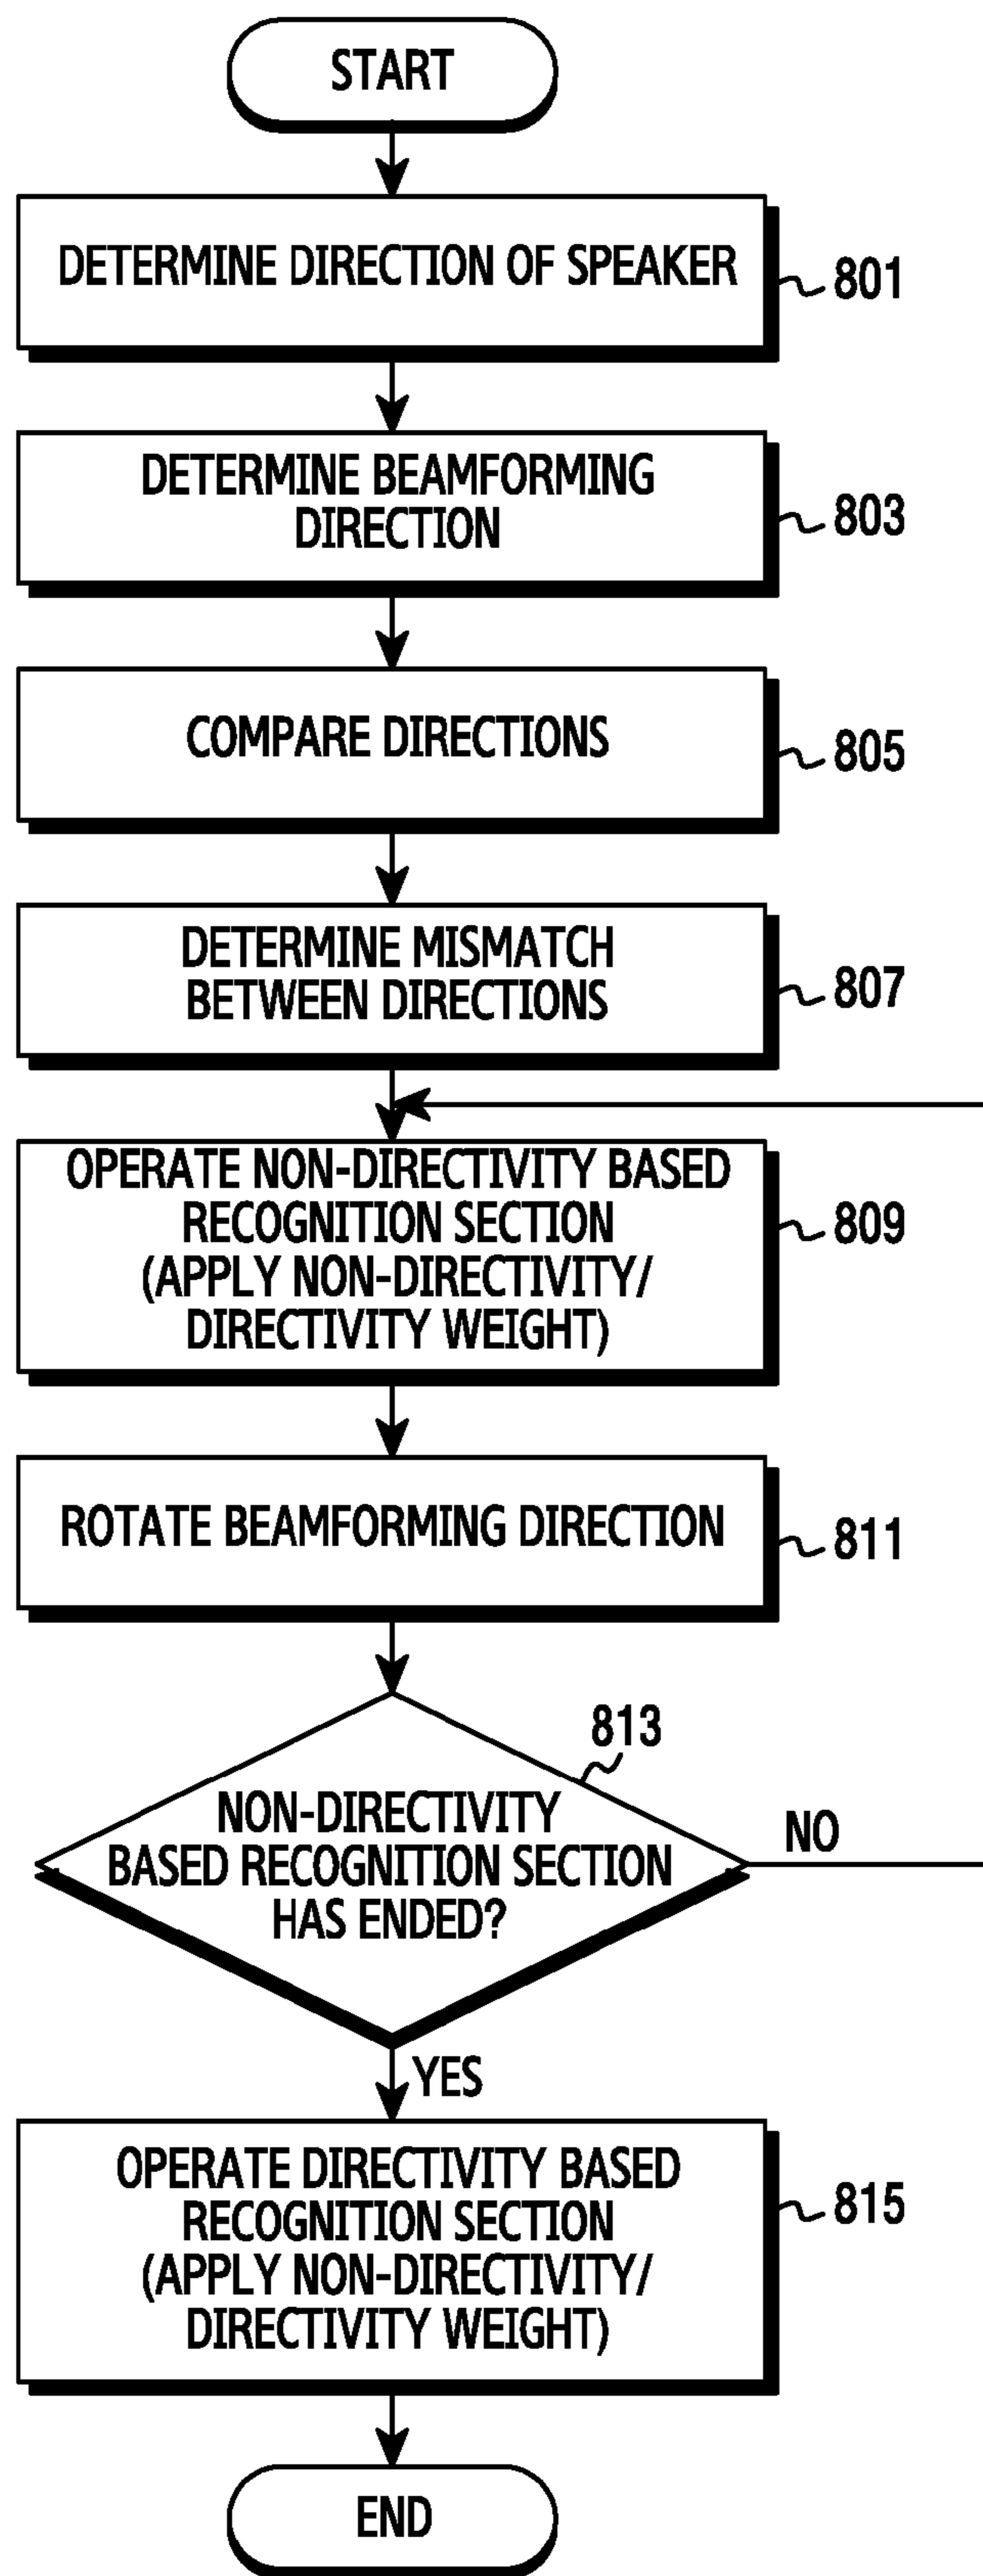 START
DETERMINE DIRECTION OF SPEAKER
801
DETERMINE BEAMFORMING
DIRECTION
803
COMPARE DIRECTIONS
805
DETERMINE MISMATCH
BETWEEN DIRECTIONS
807
OPERATE NON-DIRECTIVITY BASED
RECOGNITION SECTION
(APPLY NON-DIRECTIVITY/
DIRECTIVITY WEIGHT)
809
ROTATE BEAMFORMING DIRECTION
811
813
NON-DIRECTIVITY
BASED RECOGNITION SECTION
HAS ENDED?
NO
YES
OPERATE DIRECTIVITY BASED
RECOGNITION SECTION
(APPLY NON-DIRECTIVITY/
DIRECTIVITY WEIGHT)
815
END